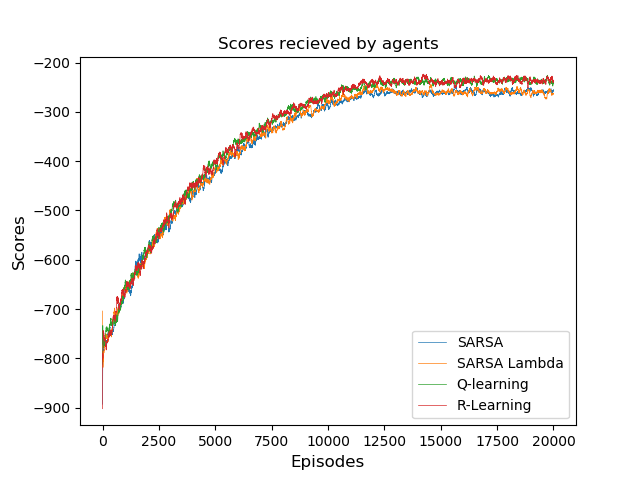 Scores recieved by agents
−200
−300
−400
−500
−600
−700
−800
−900
Scores
SARSA
SARSA Lambda
Q-learning
R-Learning
0 2500 5000 7500 10000 12500 15000 17500 20000
Episodes